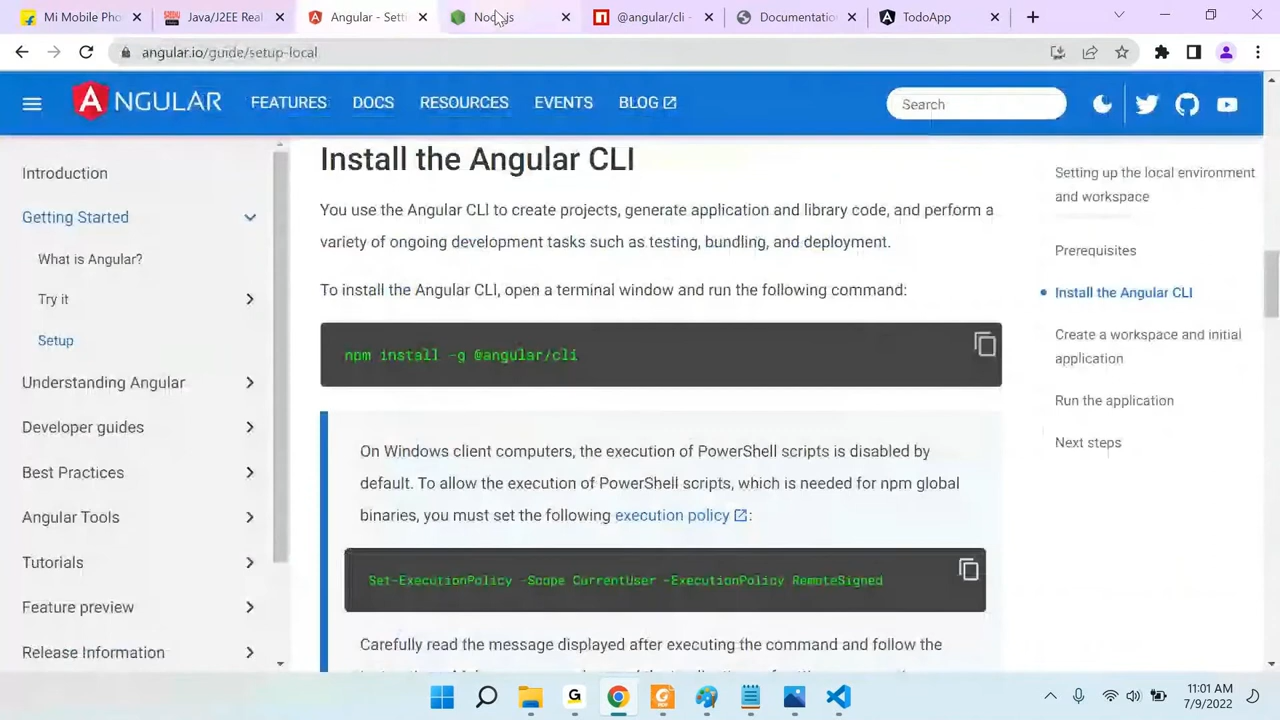 Mi Mobile Pho
Java/J2EE Real
Angular - Sett
Node.js
@angular/cli -
Documentatio
TodoApp
angular.io/guide/setup-local
NGULAR
FEATURES
DOCS
RESOURCES
EVENTS
BLOG
Search
Introduction
Getting Started
What is Angular?
Try it
Setup
Understanding Angular
Developer guides
Best Practices
Angular Tools
Tutorials
Feature preview
Release Information
Install the Angular CLI
You use the Angular CLI to create projects, generate application and library code, and perform a
variety of ongoing development tasks such as testing, bundling, and deployment.
To install the Angular CLI, open a terminal window and run the following command:
npm install -g @angular/cli
On Windows client computers, the execution of PowerShell scripts is disabled by
default. To allow the execution of PowerShell scripts, which is needed for npm global
binaries, you must set the following execution policy:
Set-ExecutionPolicy -Scope CurrentUser -ExecutionPolicy RemoteSigned
Carefully read the message displayed after executing the command and follow the
Setting up the local environment
and workspace
Prerequisites
Install the Angular CLI
Create a workspace and initial
application
Run the application
Next steps
11:01 AM
7/9/2022